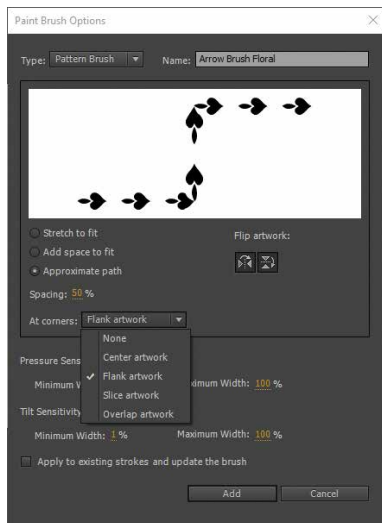 Paint Brush Options
Type: Pattern Brush Name: Arrow Brush Floral
Stretch to fit
Flip artwork:
Add space to fit
Approximate path
Spacing: 50 %
At corners: Flank artwork
None
Pressure Sens
Center artwork
Minimum W Flank artwork ximum Width: 100 %
Slice artwork
Tilt Sensitivity
Overlap artwork
Minimum Width: 1 % Maximum Width: 100 %
Apply to existing strokes and update the brush
Add Cancel